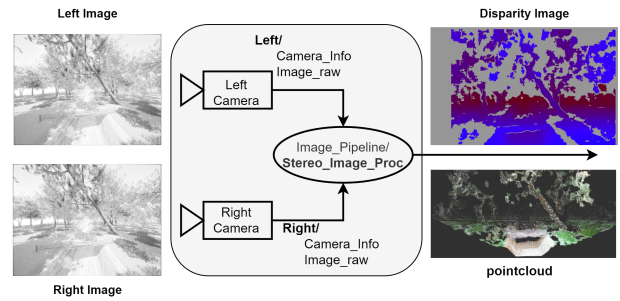 Left Image
Disparity Image
Left/
Camera_Info
Image_raw
Left
Camera
Image_Pipeline/
Stereo_Image_Proc
Right
Camera
Right/
Camera_Info
Image_raw
Right Image
pointcloud